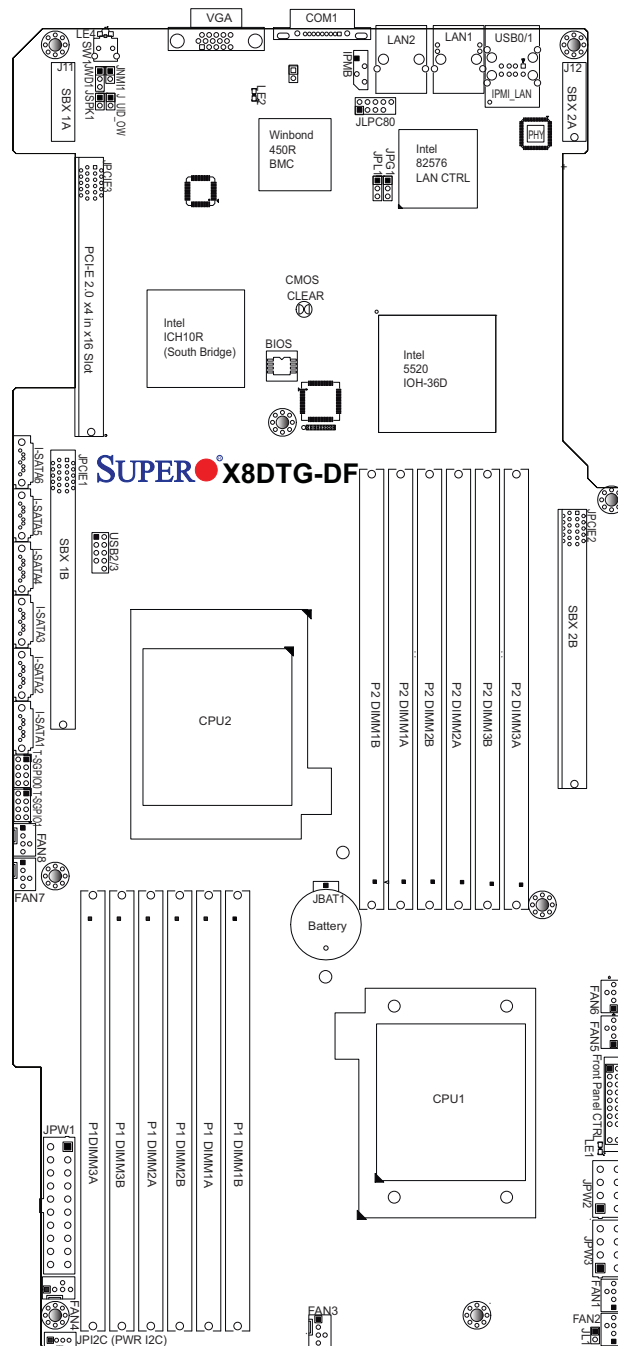 VGA
COM1
LE4
SW1
LAN2
LAN1
USB0/1
IPMB
IPMI_LAN
J11
JNMI1
JWD1
J_UID_OW
JSPK1
SBX 1A
LE2
JLPC80
J12
SBX 2A
PHY
Winbond
450R
BMC
Intel
82576
LAN CTRL
JPG1
JPL1
JPCIE3
PCI-E 2.0 x4 in x16 Slot
CMOS
CLEAR
Intel
ICH10R
(South Bridge)
BIOS
Intel
5520
IOH-36D
SUPER X8DTG-DF
I-SATA6
I-SATA5
I-SATA4
I-SATA3
I-SATA2
I-SATA1
JPCIE1
SBX 1B
USB2/3
JPCIE2
SBX 2B
CPU2
P2 DIMM1B
P2 DIMM1A
P2 DIMM2B
P2 DIMM2A
P2 DIMM3B
P2 DIMM3A
T-SGPIO0
T-SGPIO1
FAN8
FAN7
JBAT1
Battery
FAN6
FAN5
Front Panel CTRL
LE1
CPU1
JPW1
P1 DIMM3A
P1 DIMM3B
P1 DIMM2A
P1 DIMM2B
P1 DIMM1A
P1 DIMM1B
JPW2
JPW3
FAN1
FAN4
FAN3
FAN2
JL1
JPI2C (PWR I2C)